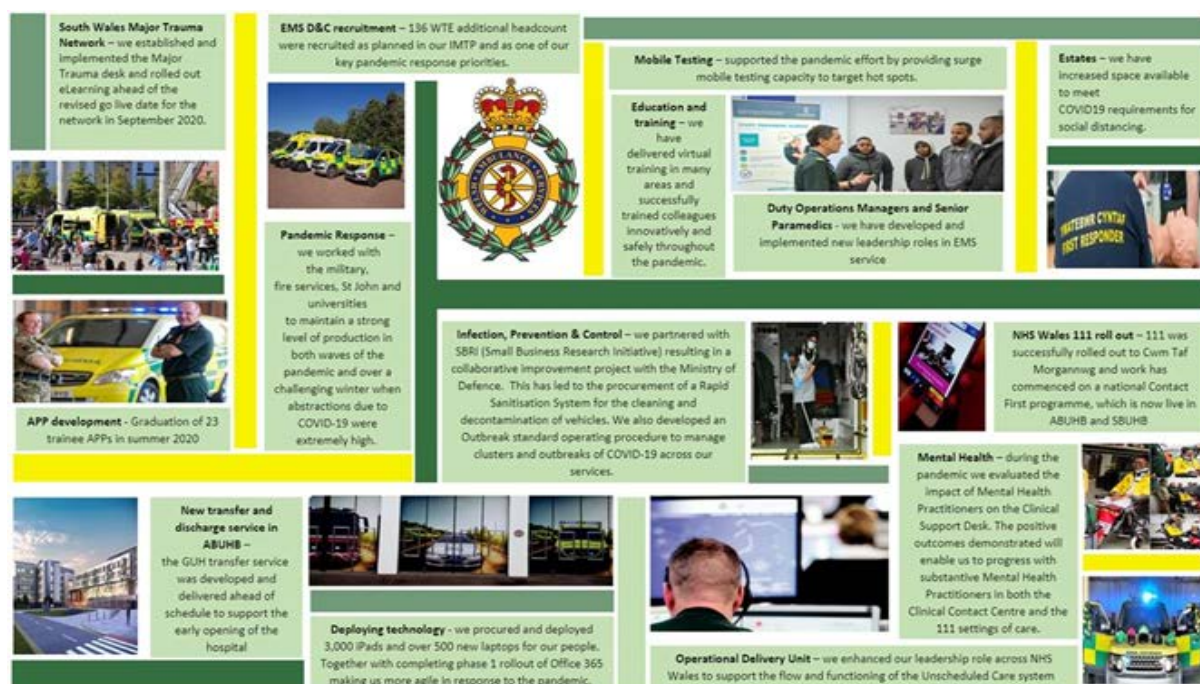 South Wales Major Trauma
Network – we established and
implemented the Major
Trauma desk and rolled out
eLearning ahead of the
revised go live date for the
network in September 2020.
EMS D&C recruitment – 136 WTE additional headcount
were recruited as planned in our IMTP and as one of our
key pandemic response priorities.
Mobile Testing – supported the pandemic effort by providing surge
mobile testing capacity to target hot spots.
Estates – we have
increased space available
to meet
COVID19 requirements for
social distancing.
Education and
training – we
have
delivered virtual
training in many
areas and
successfully
trained colleagues
innovatively and
safely throughout
the pandemic.
WELSH AMBULANCE SERVICES
Duty Operations Managers and Senior
Paramedics - we have developed and
implemented new leadership roles in EMS
service
CYNTAF
FIRST RESPONDER
Pandemic Response –
we worked with
the military,
fire services, St John and
universities
to maintain a strong
level of production in
both waves of the
pandemic and over a
challenging winter when
abstractions due to
COVID-19 were
extremely high.
APP development - Graduation of 23
trainee APPs in summer 2020
Infection, Prevention & Control – we partnered with
SBRI (Small Business Research Initiative) resulting in a
collaborative improvement project with the Ministry of
Defence. This has led to the procurement of a Rapid
Sanitisation System for the cleaning and
decontamination of vehicles. We also developed an
Outbreak standard operating procedure to manage
clusters and outbreaks of COVID-19 across our
services.
NHS Wales 111 roll out – 111 was
successfully rolled out to Cwm Taf
Morgannwg and work has
commenced on a national Contact
First programme, which is now live in
ABUHB and SBUHB
Mental Health – during the
pandemic we evaluated the
impact of Mental Health
Practitioners on the Clinical
Support Desk. The positive
outcomes demonstrated will
enable us to progress with
substantive Mental Health
Practitioners in both the
Clinical Contact Centre and the
111 settings of care.
New transfer and
discharge service in
ABUHB –
the GUH transfer service
was developed and
delivered ahead of
schedule to support the
early opening of the
hospital
Deploying technology - we procured and deployed
3,000 iPads and over 500 new laptops for our people.
Together with completing phase 1 rollout of Office 365
making us more agile in response to the pandemic.
Operational Delivery Unit – we enhanced our leadership role across NHS
Wales to support the flow and functioning of the Unscheduled Care system